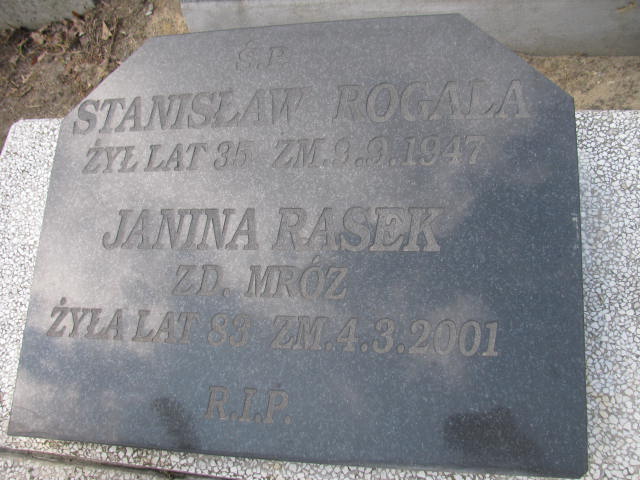 Ś.P.
STANISŁAW ROGALA
ŻYŁ LAT 35 ZM.9.9.1947
JANINA RASEK
ZD. MRÓZ
ŻYŁA LAT 83 ZM.4.3.2001
R.I.P.